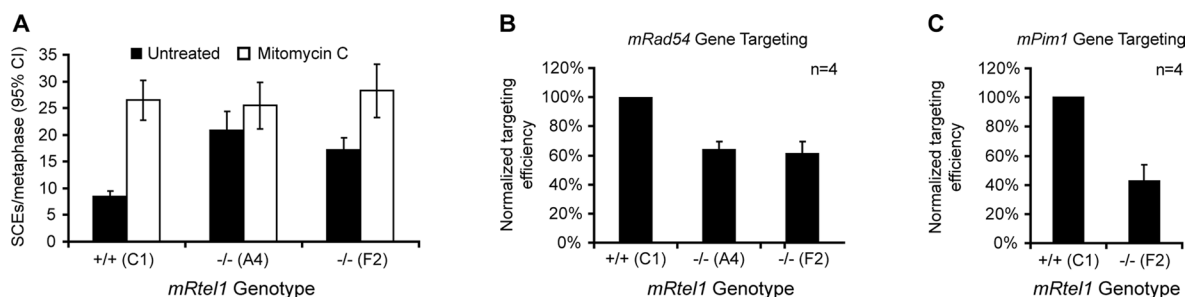 A
Untreated
Mitomycin C
SCEs/metaphase (95% CI)
35
30
25
20
15
10
5
0
+/+ (C1)
-/- (A4)
-/- (F2)
mRtel1 Genotype
B
mRad54 Gene Targeting
n=4
Normalized targeting
efficiency
120%
100%
80%
60%
40%
20%
0%
+/+ (C1)
-/- (A4)
-/- (F2)
mRtel1 Genotype
C
mPim1 Gene Targeting
n=4
Normalized targeting
efficiency
120%
100%
80%
60%
40%
20%
0%
+/+ (C1)
-/- (F2)
mRtel1 Genotype